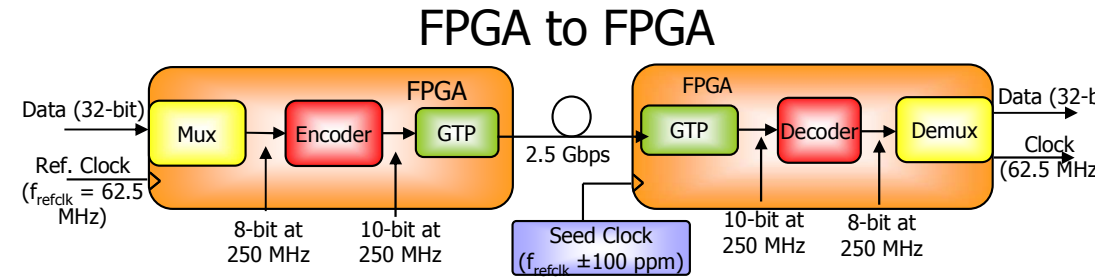 FPGA to FPGA
Data (32-bit)
Ref. Clock
(f_refclk = 62.5
MHz)
Mux
Encoder
FPGA
GTP
8-bit at
250 MHz
10-bit at
250 MHz
2.5 Gbps
Seed Clock
(f_refclk ±100 ppm)
FPGA
GTP
Decoder
Demux
10-bit at
250 MHz
8-bit at
250 MHz
Data (32-b
Clock
(62.5 MHz